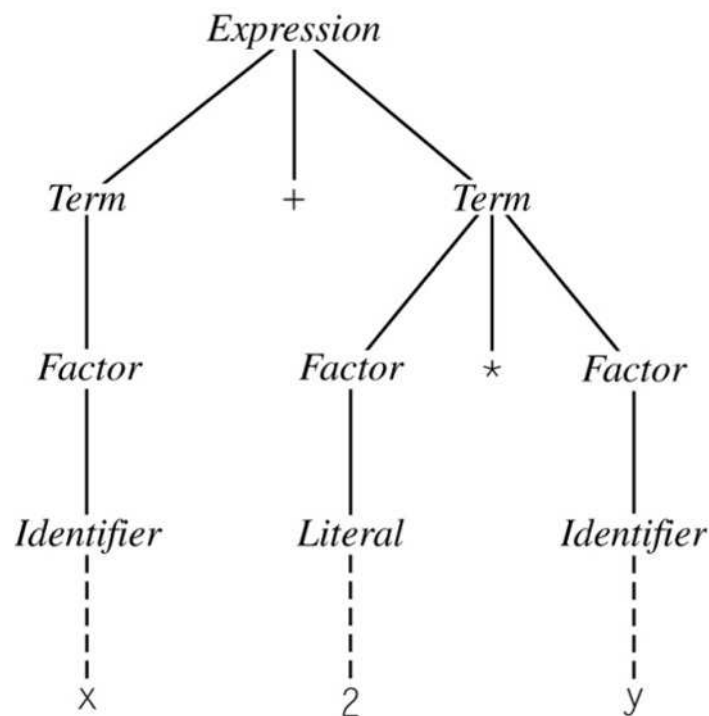 Expression
Term + Term
Factor Factor * Factor
Identifier Literal Identifier
x 2 y